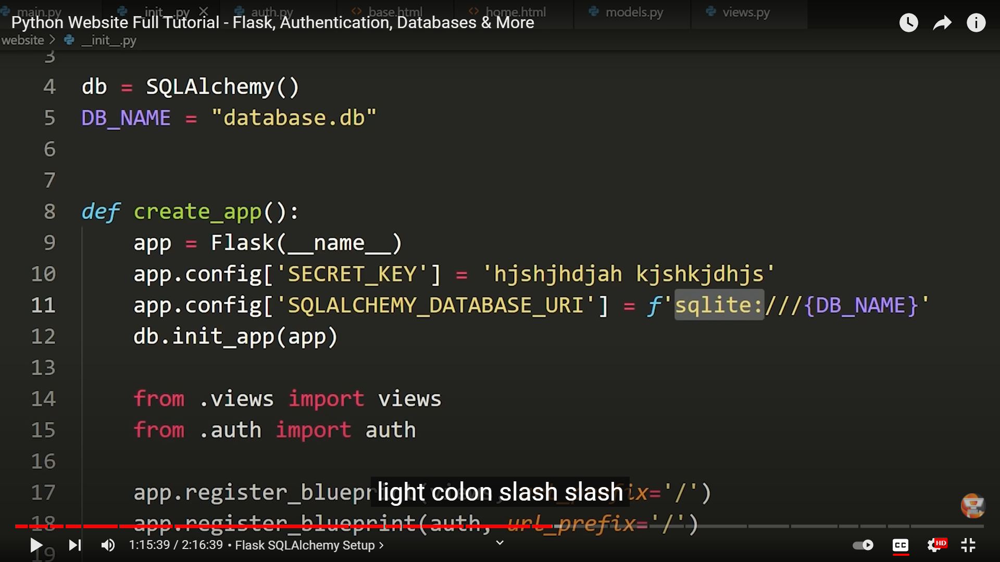 main.py __init__.py auth.py base.html home.html models.py views.py
Python Website Full Tutorial - Flask, Authentication, Databases & More
website > __init__.py
3
4 db = SQLAlchemy()
5 DB_NAME = "database.db"
6
7
8 def create_app():
9 app = Flask(__name__)
10 app.config['SECRET_KEY'] = 'hjshjhdjah kjshkjdhjs'
11 app.config['SQLALCHEMY_DATABASE_URI'] = f'sqlite:///{DB_NAME}'
12 db.init_app(app)
13
14 from .views import views
15 from .auth import auth
16
17 app.register_bluepr ix='/')
light colon slash slash
18 app.register_blueprint(auth, url_prefix='/')
19
1:15:39 / 2:16:39 • Flask SQLAlchemy Setup >
CC
HD